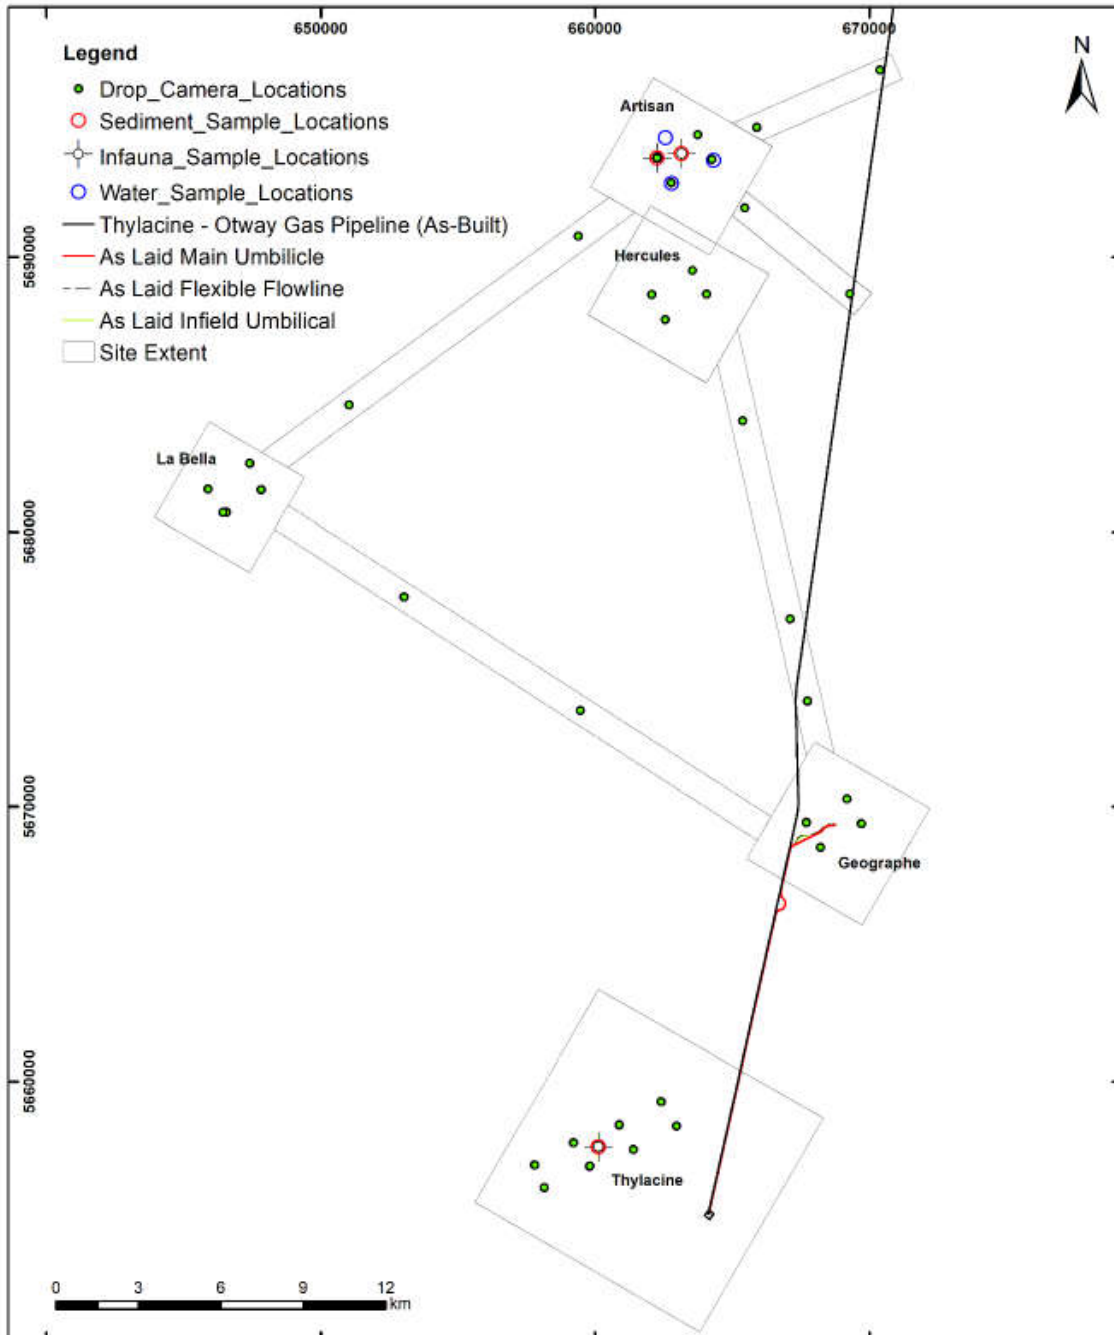 650000
660000
670000
Legend
N
Drop_Camera_Locations
Artisan
Sediment_Sample_Locations
Infauna_Sample_Locations
Water_Sample_Locations
Thylacine - Otway Gas Pipeline (As-Built)
As Laid Main Umbilicle
Hercules
5690000
As Laid Flexible Flowline
As Laid Infield Umbilical
Site Extent
La Bella
5680000
5670000
Geographe
5660000
Thylacine
0 3 6 9 12
km